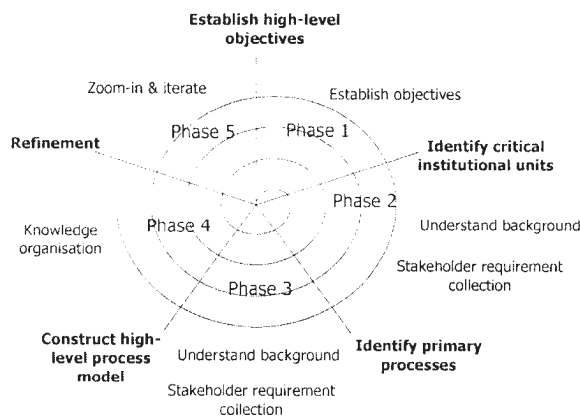 Establish high-level
objectives
Zoom-in & iterate
Establish objectives
Phase 5
Phase 1
Refinement
Identify critical
institutional units
Phase 2
Phase 4
Understand background
Knowledge
organisation
Stakeholder requirement
collection
Phase 3
Construct high-
level process
model
Identify primary
processes
Understand background
Stakeholder requirement
collection